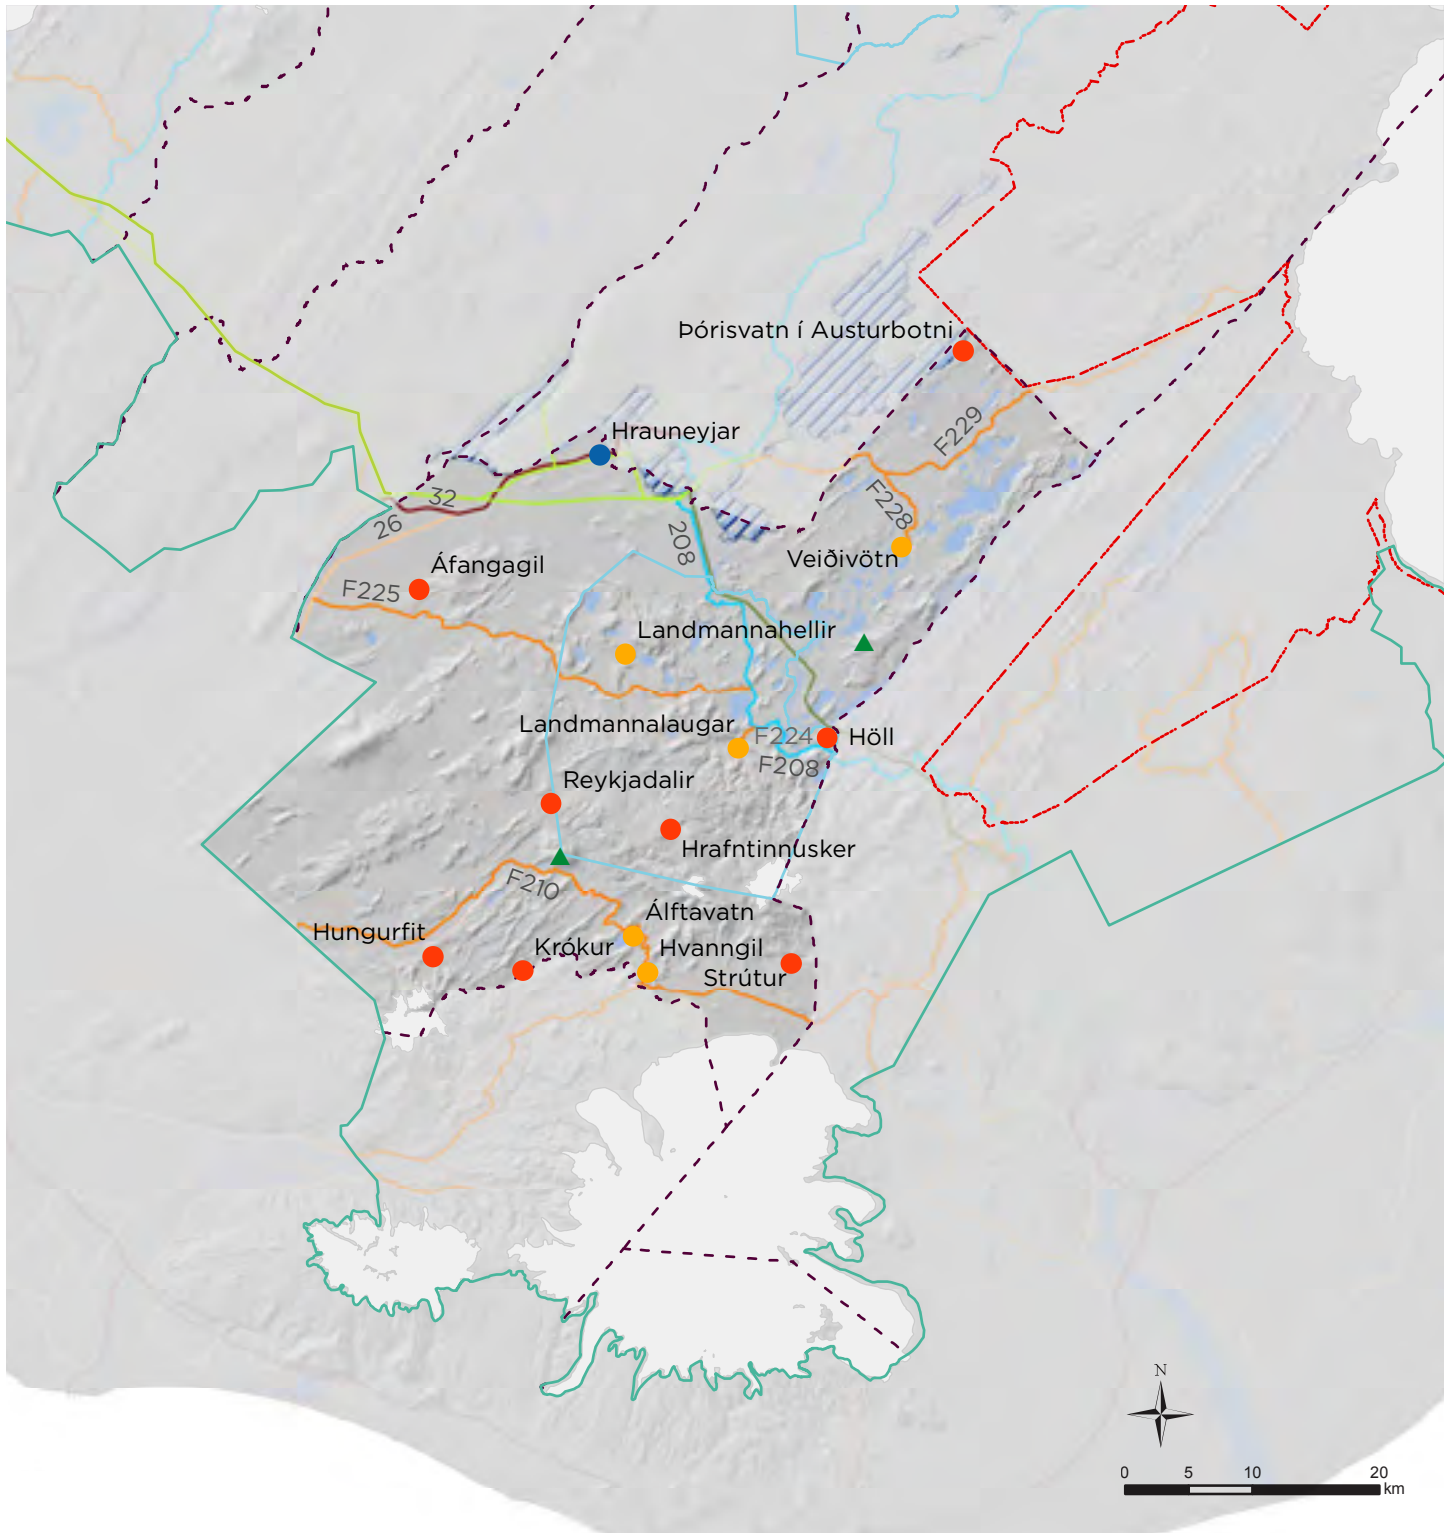 Þórisvatn í Austurbotni
Hrauneyjar
F229
32
26
F228
208
Veiðivötn
Áfangagil
F225
Landmannahellir
Landmannalaugar
F224
Höll
F208
Reykjadalir
Hrafntinnusker
F210
Álftavatn
Hungurfit
Krókur
Hvanngil
Strútur
N
0 5 10 20
km